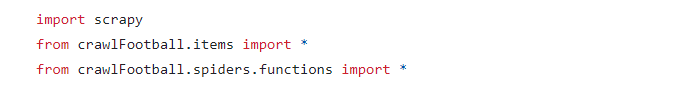 import scrapy
from crawlFootball.items import *
from crawlFootball.spiders.functions import *